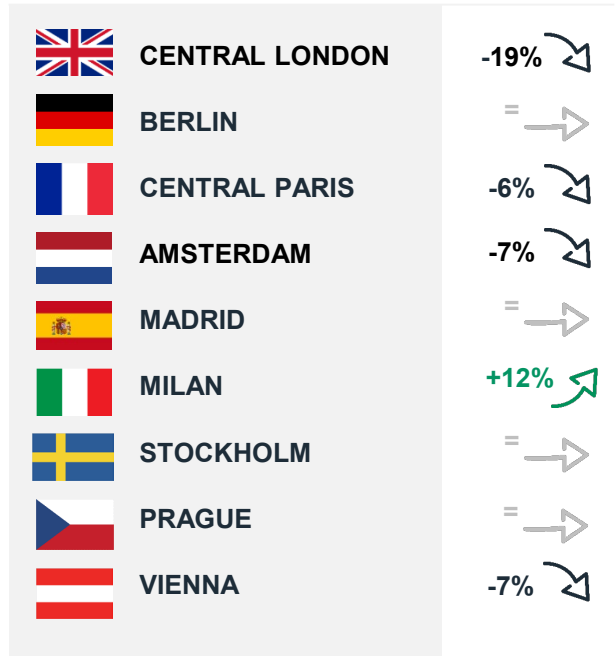 CENTRAL LONDON -19%
BERLIN =
CENTRAL PARIS -6%
AMSTERDAM -7%
MADRID =
MILAN +12%
STOCKHOLM =
PRAGUE =
VIENNA -7%